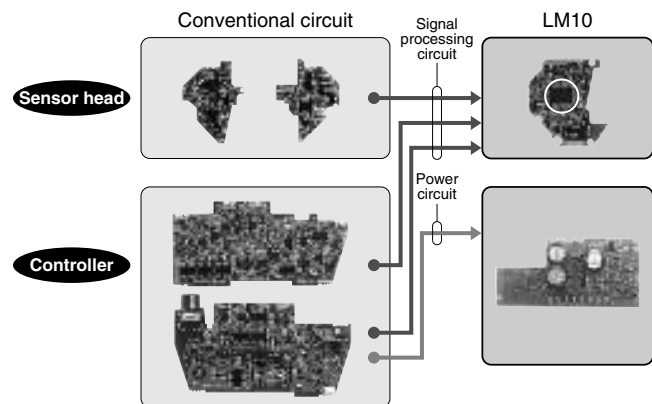 Conventional circuit
Signal
processing
circuit
LM10
Sensor head
Power
circuit
Controller